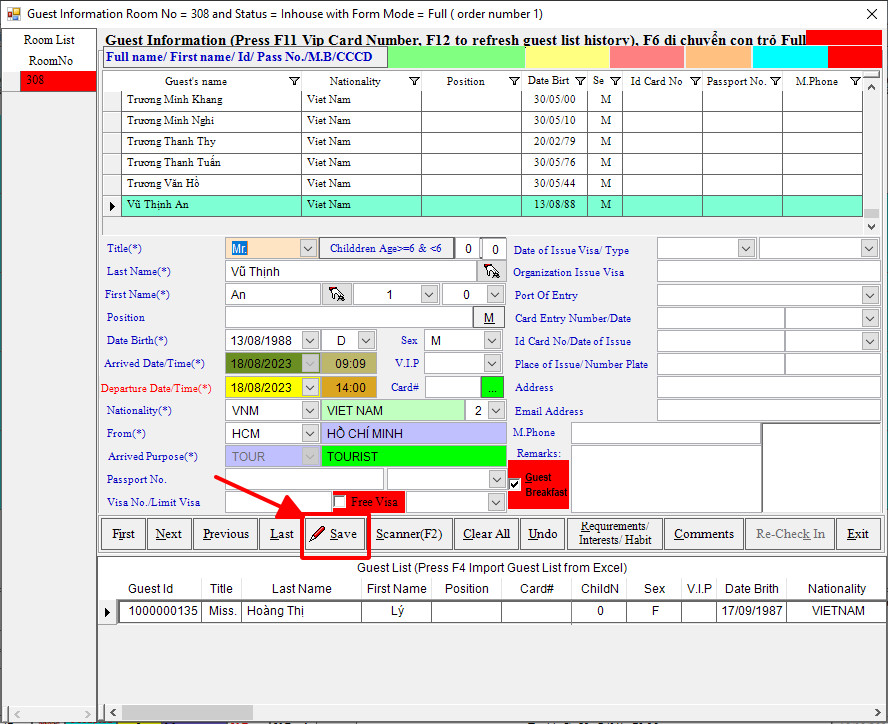 Guest Information Room No = 308 and Status = Inhouse with Form Mode = Full ( order number 1)
Room List
RoomNo
308
Guest Information (Press F11 Vip Card Number, F12 to refresh guest list history), F6 di chuyển con trỏ Full
Full name/ First name/ Id/ Pass No./M.B/CCCD
Guest's name Nationality Position Date Birt Se Id Card No Passport No. M.Phone
Trương Minh Khang Viet Nam 30/05/00 M
Trương Minh Nghi Viet Nam 30/05/10 M
Trương Thanh Thy Viet Nam 20/02/79 M
Trương Thanh Tuấn Viet Nam 30/05/76 M
Trương Văn Hồ Viet Nam 30/05/44 M
Vũ Thịnh An Viet Nam 13/08/88 M
Title(*) Mr. Childden Age>=6 & <6 0 0 Date of Issue Visa/ Type
Last Name(*) Vũ Thịnh Organization Issue Visa
First Name(*) An 1 0 Port Of Entry
Position M Card Entry Number/Date
Date Birth(*) 13/08/1988 D Sex M Id Card No/Date of Issue
Arrived Date/Time(*) 18/08/2023 09:09 V.I.P Place of Issue/ Number Plate
Departure Date/Time(*) 18/08/2023 14:00 Card# ... Address
Nationality(*) VNM VIET NAM 2 Email Address
From(*) HCM HỒ CHÍ MINH M.Phone
Arrived Purpose(*) TOUR TOURIST Remarks:
Passport No. Guest
Breakfast
Visa No./Limit Visa Free Visa
First Next Previous Last Save Scanner(F2) Clear All Undo Requirements/
Interests/ Habit Comments Re-Check In Exit
Guest List (Press F4 Import Guest List from Excel)
Guest Id Title Last Name First Name Position Card# ChildN Sex V.I.P Date Brith Nationality
1000000135 Miss. Hoàng Thị Lý 0 F 17/09/1987 VIETNAM